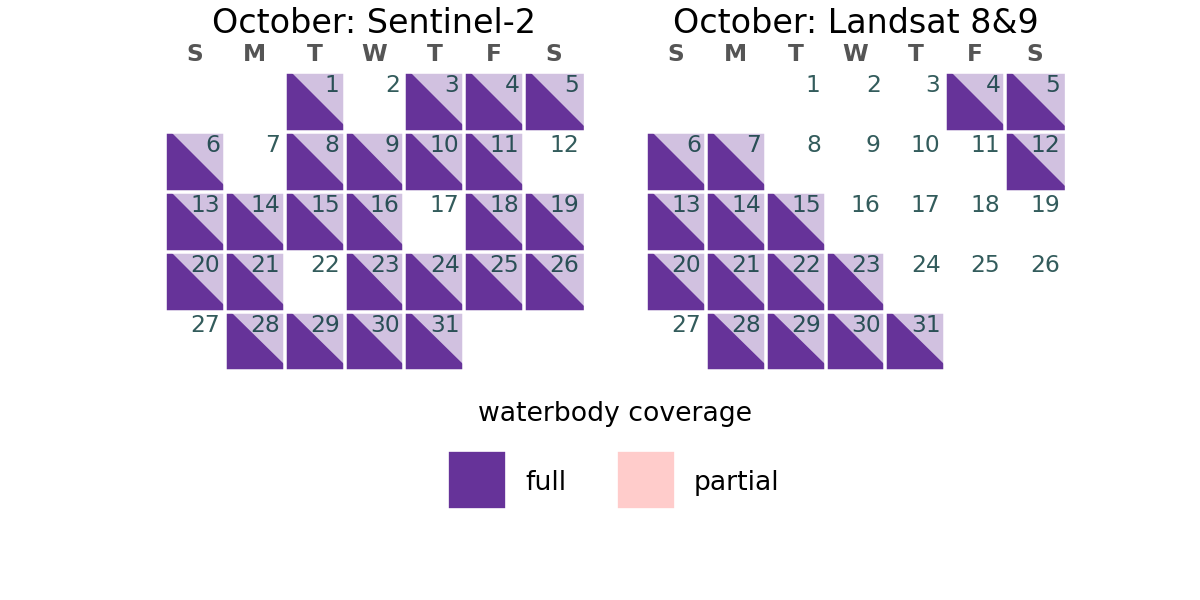 October: Sentinel-2
S M T W T F S
1 2 3 4 5
6 7 8 9 10 11 12
13 14 15 16 17 18 19
20 21 22 23 24 25 26
27 28 29 30 31
October: Landsat 8&9
S M T W T F S
1 2 3 4 5
6 7 8 9 10 11 12
13 14 15 16 17 18 19
20 21 22 23 24 25 26
27 28 29 30 31
waterbody coverage
full partial